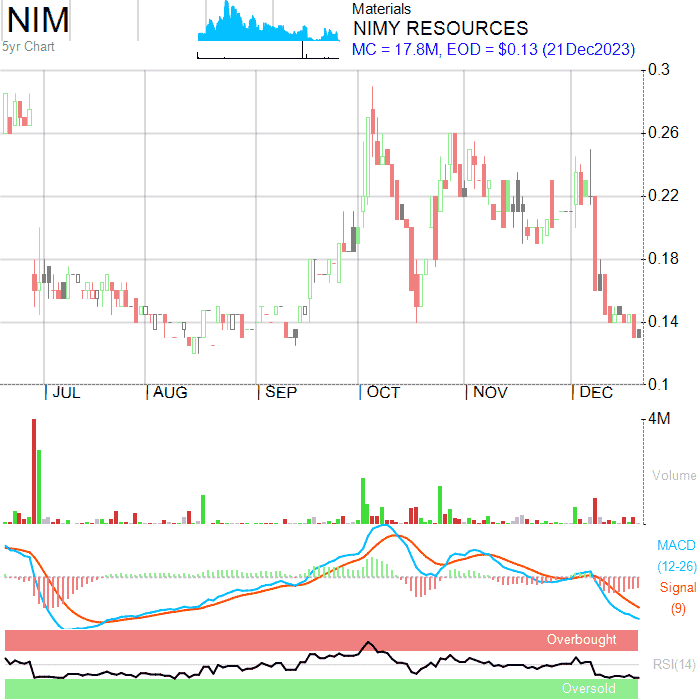 NIM
5yr Chart
Materials
NIMY RESOURCES
MC = 17.8M, EOD = $0.13 (21Dec2023)
0.3
0.26
0.22
0.18
0.14
0.1
JUL AUG SEP OCT NOV DEC
4M
Volume
MACD
(12-26)
Signal
(9)
Overbought
RSI(14)
Oversold